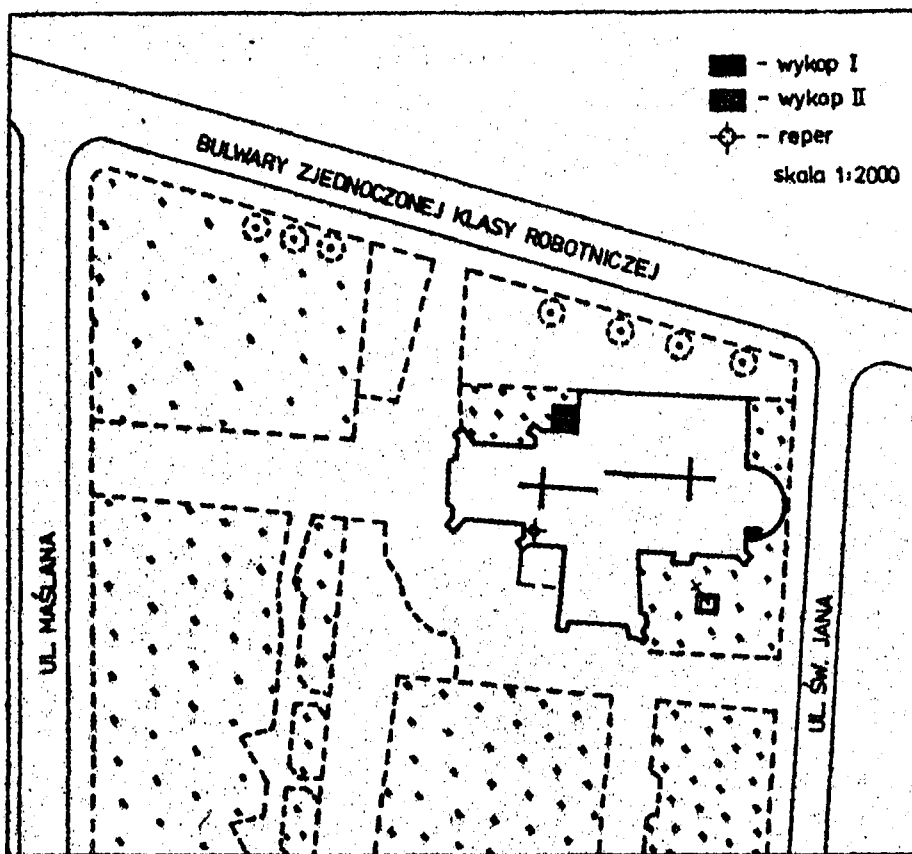 - wykop I
- wykop II
- reper
skala 1:2000
BULWARY ZJEDNOCZONEJ KLASY ROBOTNICZEJ
UL. MAŚLANA
UL. ŚW. JANA